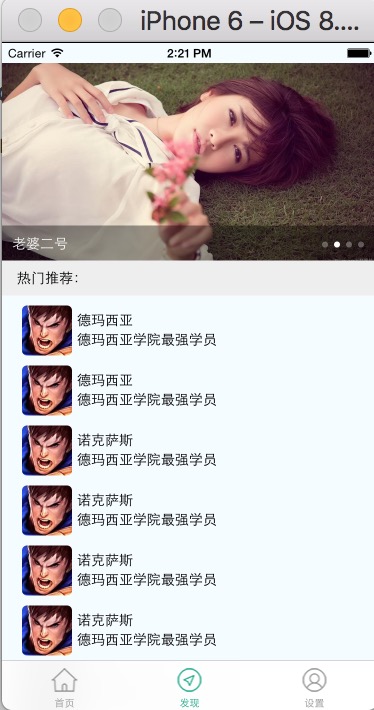 iPhone 6 – iOS 8....
Carrier 2:21 PM
老婆二号
热门推荐:
德玛西亚
德玛西亚学院最强学员
德玛西亚
德玛西亚学院最强学员
诺克萨斯
德玛西亚学院最强学员
诺克萨斯
德玛西亚学院最强学员
诺克萨斯
德玛西亚学院最强学员
诺克萨斯
德玛西亚学院最强学员
首页 发现 设置